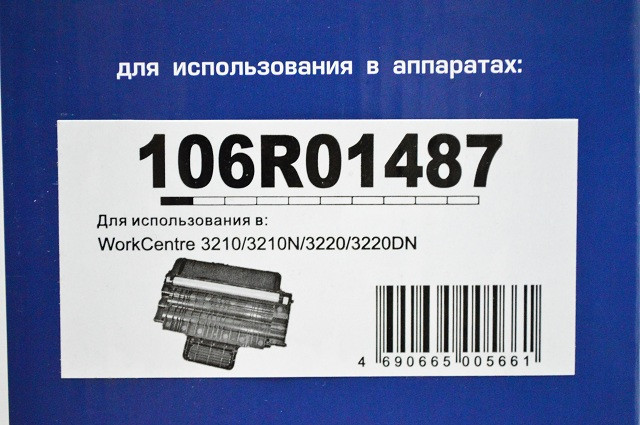 для использования в аппаратах:
106R01487
Для использования в:
WorkCentre 3210/3210N/3220/3220DN
4 690665 005661